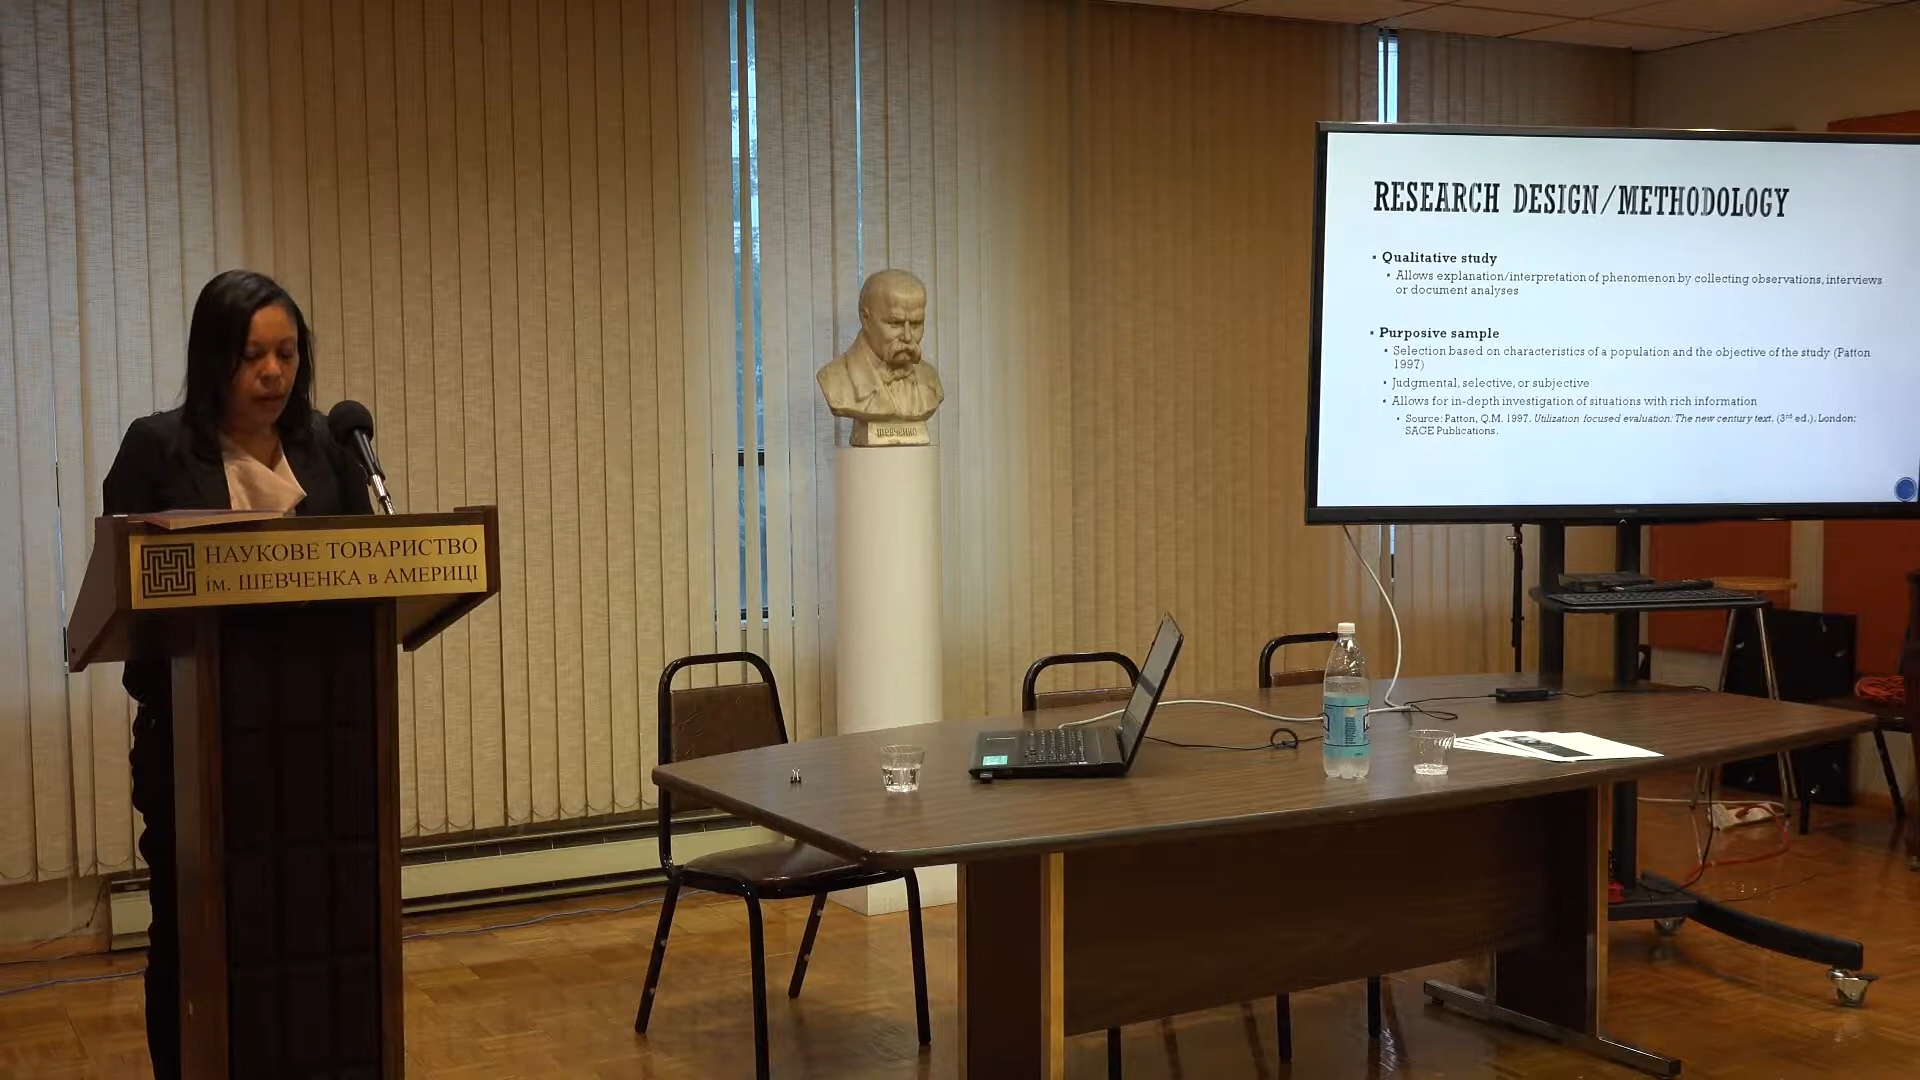 НАУКОВЕ ТОВАРИСТВО
ім. ШЕВЧЕНКА в АМЕРИЦІ
ШЕВЧЕНКО
RESEARCH DESIGN/METHODOLOGY
▪ Qualitative study
▪ Allows explanation/interpretation of phenomenon by collecting observations, interviews
or document analyses
▪ Purposive sample
▪ Selection based on characteristics of a population and the objective of the study (Patton
1997)
▪ Judgmental, selective, or subjective
▪ Allows for in-depth investigation of situations with rich information
▪ Source: Patton, Q.M. 1997. Utilization focused evaluation: The new century text. (3rd ed.). London:
SAGE Publications.